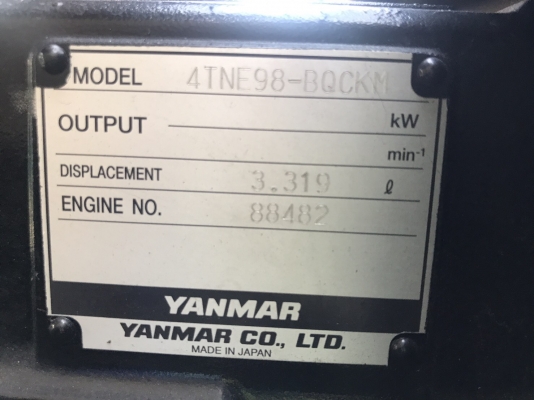 MODEL 4TNE98-BQCKM
OUTPUT kW
min-1
DISPLACEMENT 3.319 ℓ
ENGINE NO. 88482
YANMAR
YANMAR CO., LTD.
MADE IN JAPAN